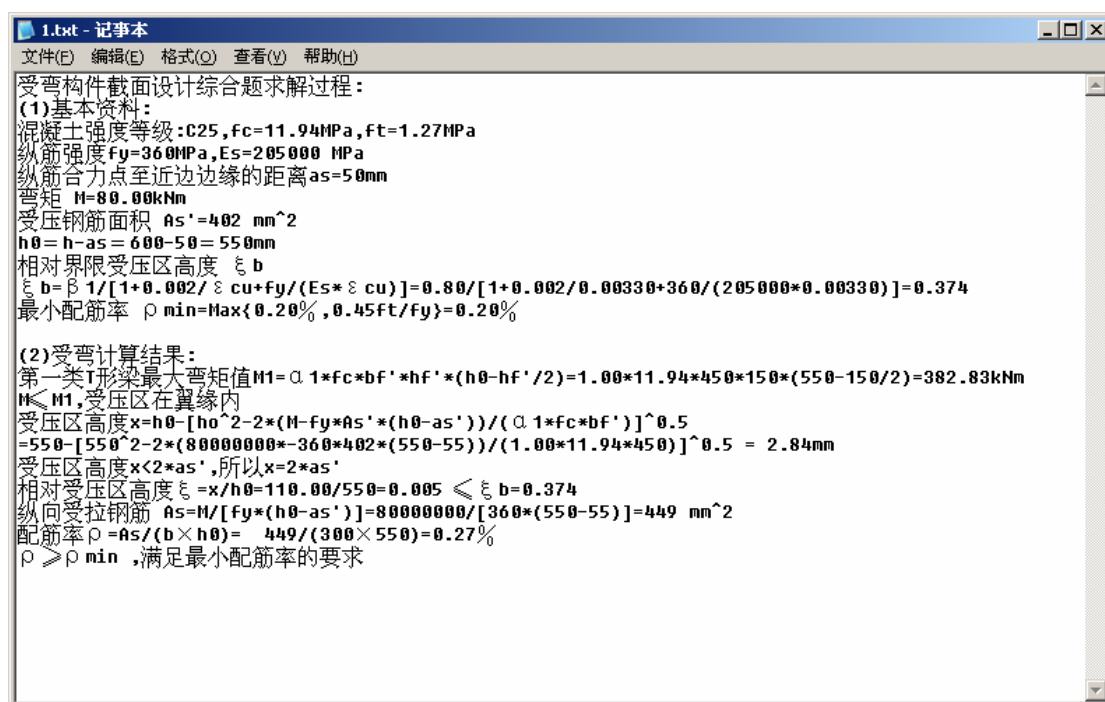 1.txt - 记事本
文件(F) 编辑(E) 格式(O) 查看(V) 帮助(H)
受弯构件截面设计综合题求解过程:
(1)基本资料:
混凝土强度等级:C25,fc=11.94MPa,ft=1.27MPa
纵筋强度fy=360MPa,Es=205000 MPa
纵筋合力点至近边边缘的距离as=50mm
弯矩 M=80.00kNm
受压钢筋面积 As'=402 mm^2
h0＝h-as＝600-50＝550mm
相对界限受压区高度 ξb
ξb=β1/[1+0.002/εcu+fy/(Es*εcu)]=0.80/[1+0.002/0.00330+360/(205000*0.00330)]=0.374
最小配筋率 ρmin=Max{0.20％,0.45ft/fy}=0.20％
(2)受弯计算结果:
第一类T形梁最大弯矩值M1=α1*fc*bf'*hf'*(h0-hf'/2)=1.00*11.94*450*150*(550-150/2)=382.83kNm
M≤M1,受压区在翼缘内
受压区高度x=h0-[ho^2-2*(M-fy*As'*(h0-as'))/(α1*fc*bf')]^0.5
=550-[550^2-2*(80000000*-360*402*(550-55))/(1.00*11.94*450)]^0.5 = 2.84mm
受压区高度x<2*as',所以x=2*as'
相对受压区高度ξ=x/h0=110.00/550=0.005 ≤ξb=0.374
纵向受拉钢筋 As=M/[fy*(h0-as')]=80000000/[360*(550-55)]=449 mm^2
配筋率ρ=As/(b×h0)=  449/(300×550)=0.27％
ρ≥ρmin ,满足最小配筋率的要求